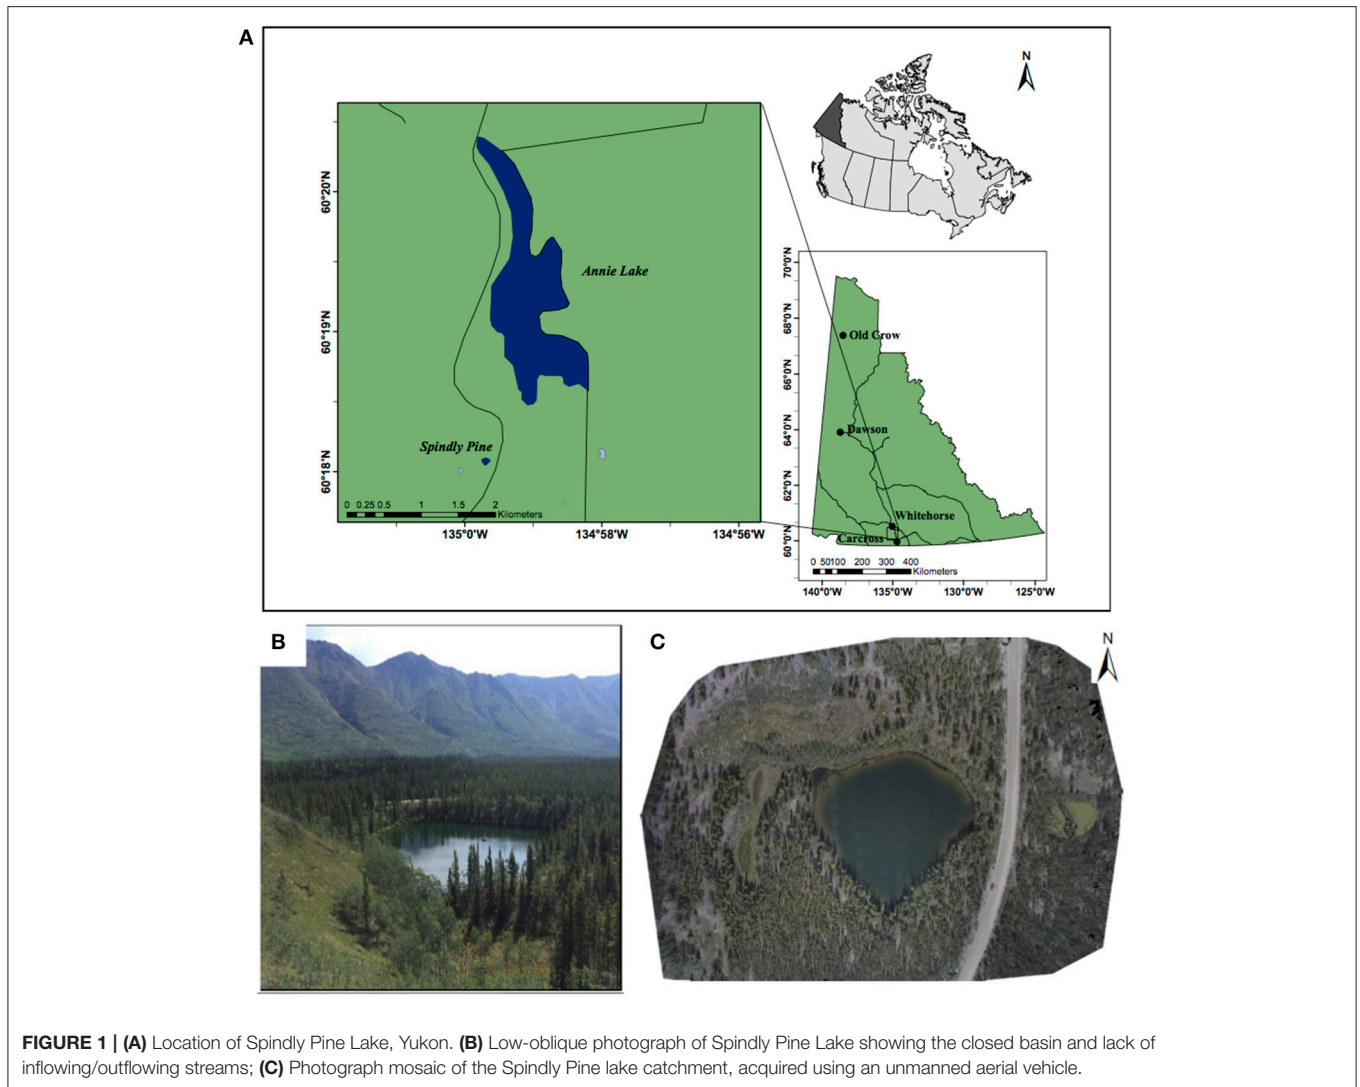 A
N
60°20'N
60°19'N
60°18'N
Annie Lake
Spindly Pine
0 0.25 0.5 1 1.5 2
Kilometers
135°0'W 134°58'W 134°56'W
70°0'N
68°0'N
66°0'N
64°0'N
62°0'N
60°0'N
Old Crow
Dawson
Whitehorse
Carcross
0 50100 200 300 400
Kilometers
140°0'W 135°0'W 130°0'W 125°0'W
B
C
N
FIGURE 1 | (A) Location of Spindly Pine Lake, Yukon. (B) Low-oblique photograph of Spindly Pine Lake showing the closed basin and lack of
inflowing/outflowing streams; (C) Photograph mosaic of the Spindly Pine lake catchment, acquired using an unmanned aerial vehicle.